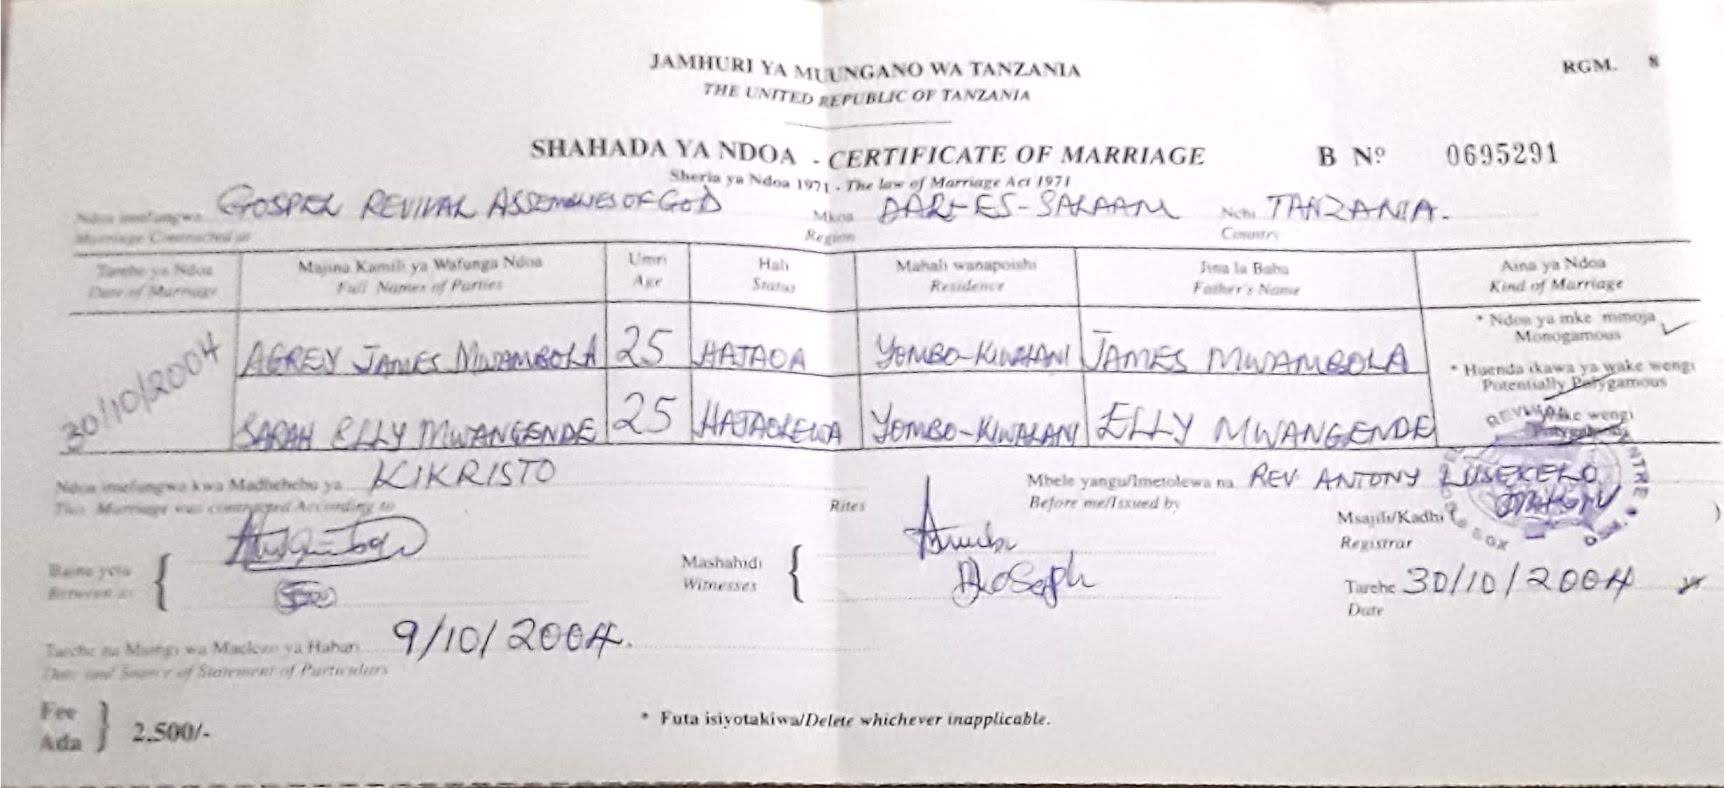 JAMHURI YA MUUNGANO WA TANZANIA
RGM. 8
THE UNITED REPUBLIC OF TANZANIA
SHAHADA YA NDOA - CERTIFICATE OF MARRIAGE B Nº 0695291
Sheria ya Ndoa 1971 - The law of Marriage Act 1971
Ndoa imefungwa GOSPEL REVIVAL ASSEMBLIES OF GOD Mkoa DAR-ES-SALAAM Nchi TANZANIA.
Marriage Contracted at Region Country
Tarehe ya Ndoa Majina Kamili ya Wafunga Ndoa Umri Hali Mahali wanapoishi Jina la Baba Aina ya Ndoa
Date of Marriage Full Names of Parties Age Status Residence Father's Name Kind of Marriage
* Ndoa ya mke mmoja
Monogamous
30/10/2004 AGREY JAMES MWAMBOLA 25 HAJAOA YOMBO-KIWALANI JAMES MWAMBOLA
* Huenda ikawa ya wake wengi
Potentially Polygamous
SARAH ELLY MWANGENDE 25 HAJAOLEWA YOMBO-KIWALANI ELLY MWANGENDE
wake wengi
Polygamous
Ndoa imefungwa kwa Madhehebu ya KIKRISTO Mbele yangu/Imetolewa na REV ANTONY LUSEKELO
This Marriage was contracted According to Rites Before me/Issued by
Msajili/Kadhi
Registrar
Baina yetu Mashahidi
Between us Witnesses
DJoseph
Tarehe 30/10/2004
Date
Tarehe na Msingi wa Maelezo ya Habari 9/10/2004.
Date and Source of Statement of Particulars
Fee
Ada 2.500/-
* Futa isiyotakiwa/Delete whichever inapplicable.